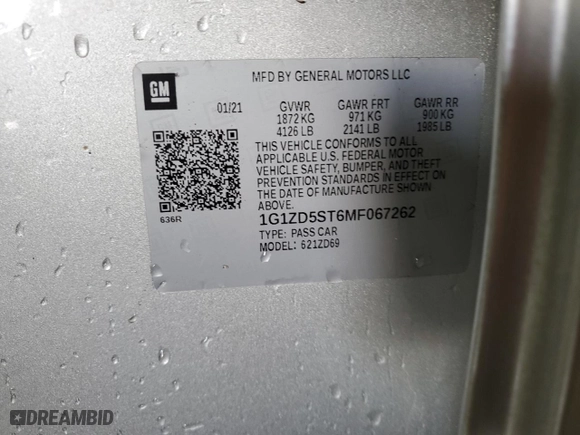 MFD BY GENERAL MOTORS LLC
GM
01/21 GVWR GAWR FRT GAWR RR
1872 KG 971 KG 900 KG
4126 LB 2141 LB 1985 LB
THIS VEHICLE CONFORMS TO ALL
APPLICABLE U.S. FEDERAL MOTOR
VEHICLE SAFETY, BUMPER, AND THEFT
PREVENTION STANDARDS IN EFFECT ON
THE DATE OF MANUFACTURE SHOWN
ABOVE.
636R
1G1ZD5ST6MF067262
TYPE: PASS CAR
MODEL: 621ZD69
DREAMBID